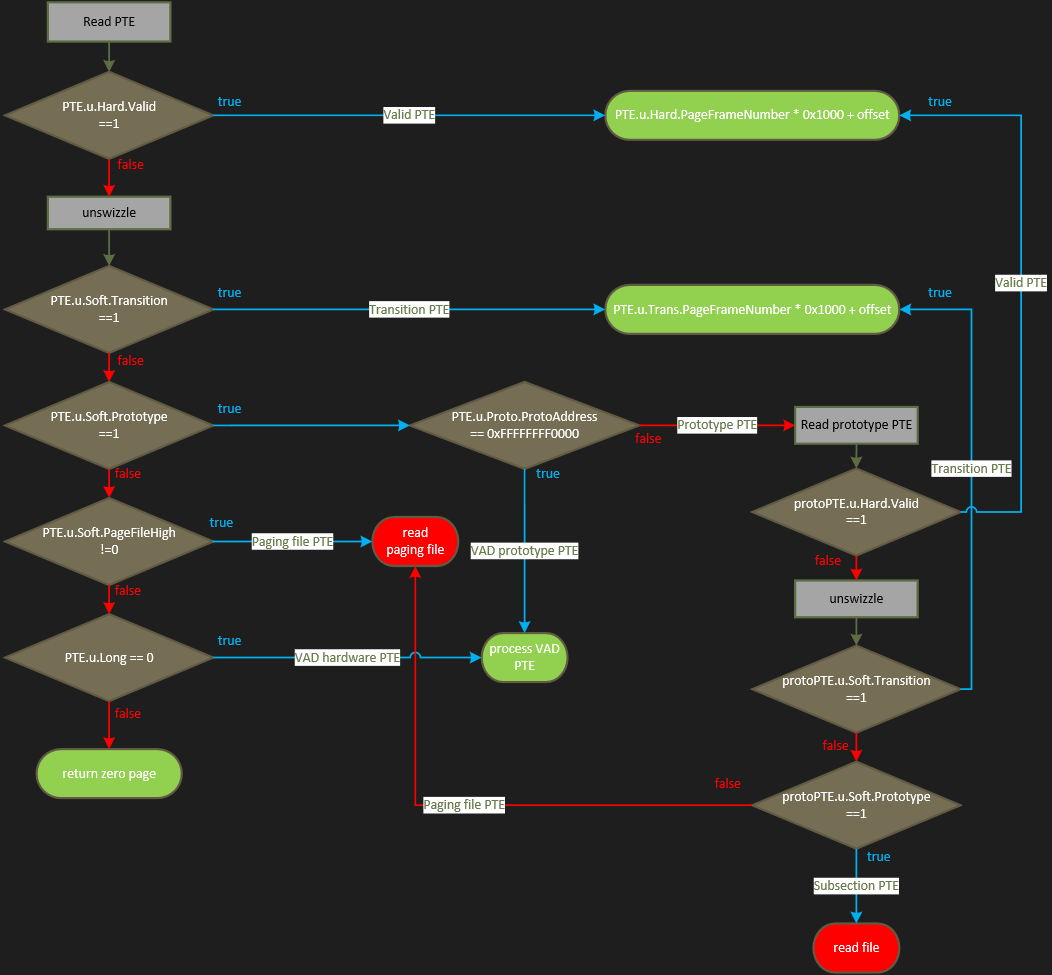 Read PTE
PTE.u.Hard.Valid
==1
true
Valid PTE
PTE.u.Hard.PageFrameNumber * 0x1000 + offset
true
false
unswizzle
Valid PTE
PTE.u.Soft.Transition
==1
true
Transition PTE
PTE.u.Trans.PageFrameNumber * 0x1000 + offset
true
false
PTE.u.Soft.Prototype
==1
true
PTE.u.Proto.ProtoAddress
== 0xFFFFFFFF0000
false
Prototype PTE
Read prototype PTE
Transition PTE
false
true
PTE.u.Soft.PageFileHigh
!=0
true
Paging file PTE
read
paging file
VAD prototype PTE
protoPTE.u.Hard.Valid
==1
false
false
unswizzle
PTE.u.Long == 0
true
VAD hardware PTE
process VAD
PTE
protoPTE.u.Soft.Transition
==1
false
false
return zero page
protoPTE.u.Soft.Prototype
==1
false
Paging file PTE
true
Subsection PTE
read file